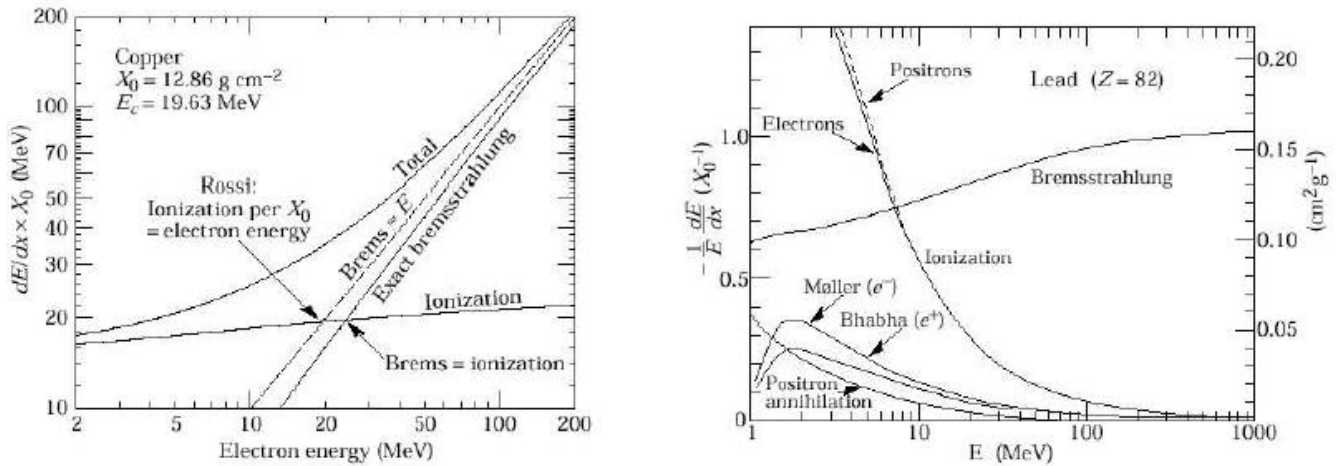 200
100
70
50
40
30
20
10
dE/dx × X₀ (MeV)
Copper
X₀ = 12.86 g cm⁻²
E_c = 19.63 MeV
Total
Rossi:
Ionization per X₀
= electron energy
Brems ≈ E
Exact bremsstrahlung
Ionization
Brems = ionization
2 5 10 20 50 100 200
Electron energy (MeV)
1.0
0.5
0
− 1/E dE/dx (X₀⁻¹)
Positrons
Lead (Z = 82)
Electrons
Bremsstrahlung
Ionization
Møller (e⁻)
Bhabha (e⁺)
Positron
annihilation
0.20
0.15
0.10
0.05
(cm² g⁻¹)
1 10 100 1000
E (MeV)